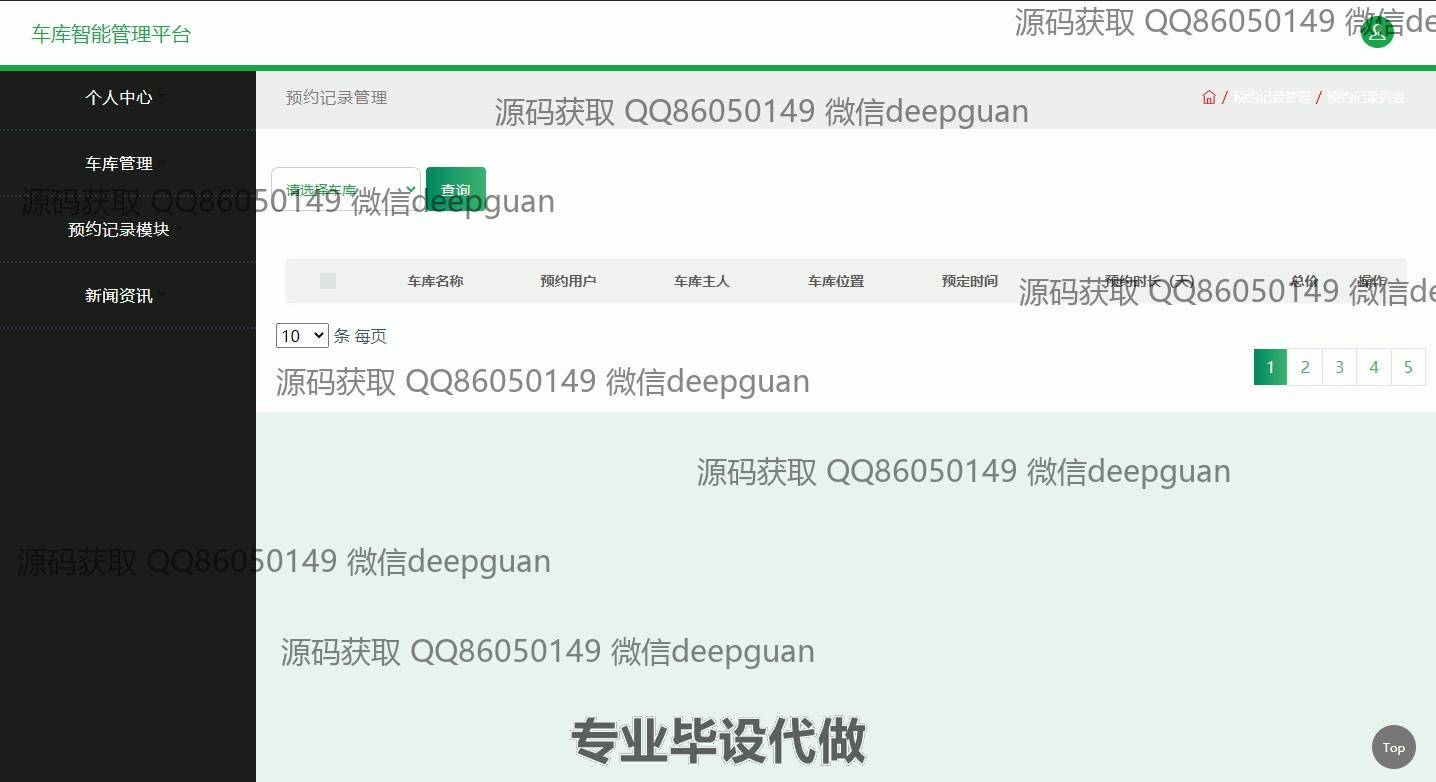 车库智能管理平台
源码获取 QQ86050149 微信de
个人中心
预约记录管理
/ 预约记录管理 / 预约记录列表
源码获取 QQ86050149 微信deepguan
车库管理
请选择车库
查询
源码获取 QQ86050149 微信deepguan
预约记录模块
车库名称 预约用户 车库主人 车库位置 预定时间 预约时长（天） 总价 操作
源码获取 QQ86050149 微信de
新闻资讯
10 条 每页
1 2 3 4 5
源码获取 QQ86050149 微信deepguan
源码获取 QQ86050149 微信deepguan
源码获取 QQ86050149 微信deepguan
源码获取 QQ86050149 微信deepguan
专业毕设代做
Top